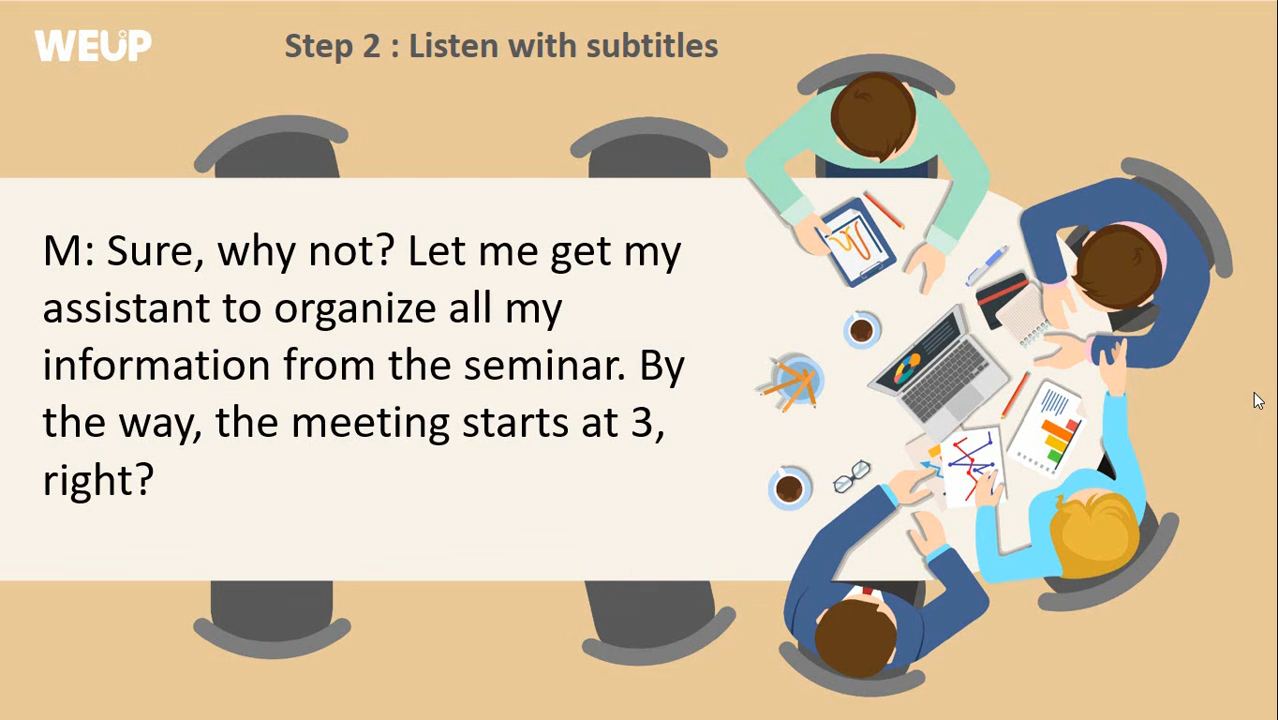 WEUP
Step 2 : Listen with subtitles
M: Sure, why not? Let me get my
assistant to organize all my
information from the seminar. By
the way, the meeting starts at 3,
right?